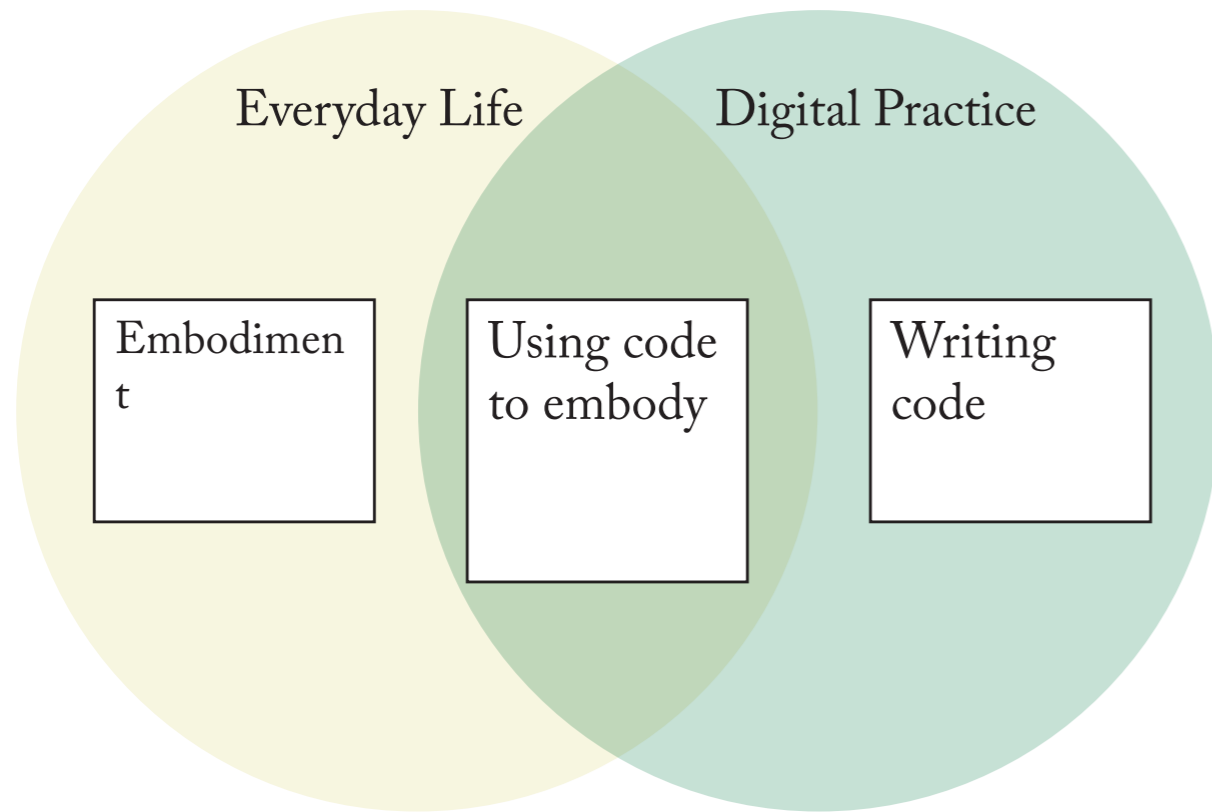 Everyday Life
Digital Practice
Embodimen
t
Using code
to embody
Writing
code